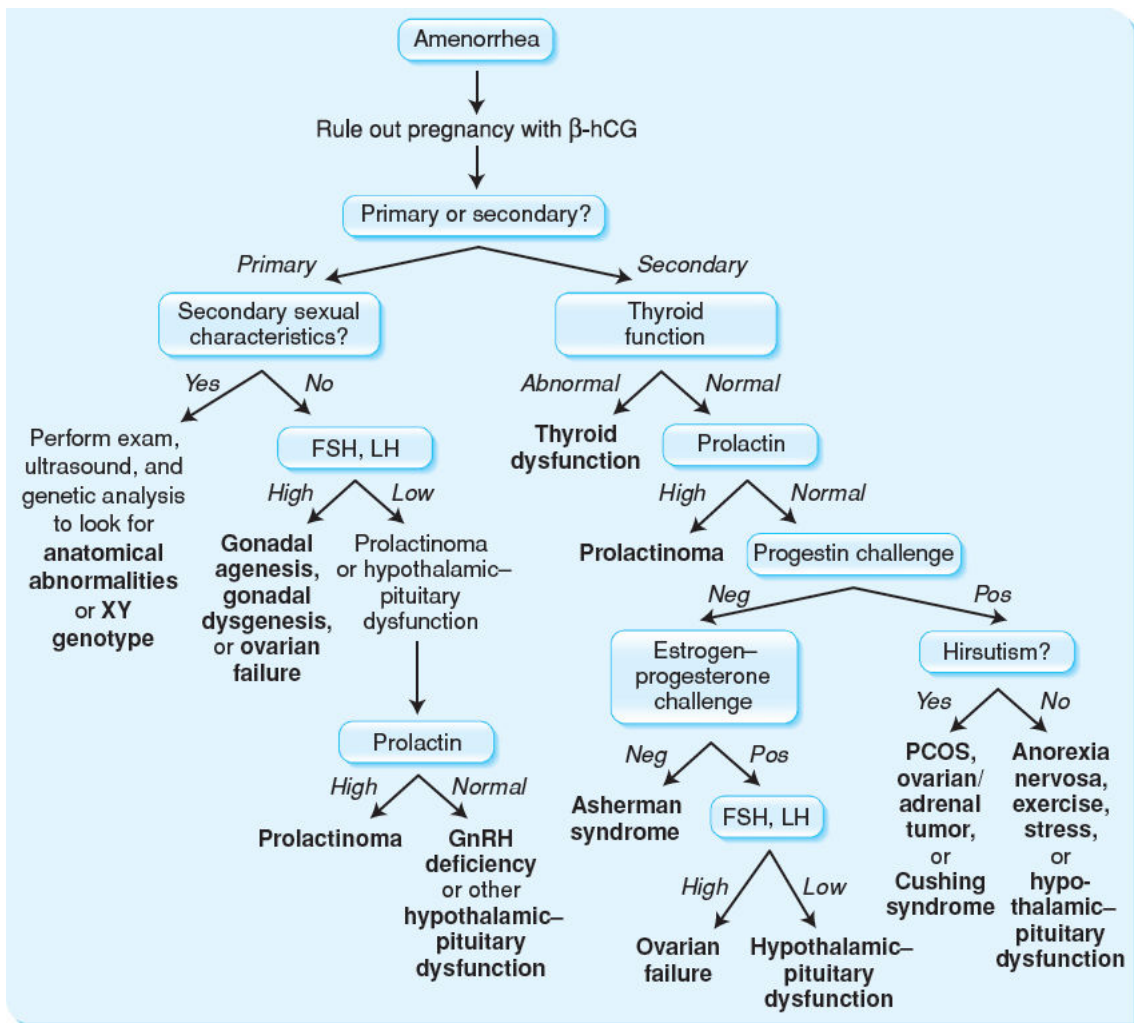 Amenorrhea
Rule out pregnancy with β-hCG
Primary or secondary?
Primary
Secondary
Secondary sexual
characteristics?
Thyroid
function
Yes
No
Abnormal
Normal
Perform exam,
ultrasound, and
genetic analysis
to look for
anatomical
abnormalities
or XY
genotype
FSH, LH
Thyroid
dysfunction
Prolactin
High
Low
High
Normal
Gonadal
agenesis,
gonadal
dysgenesis,
or ovarian
failure
Prolactinoma
or hypothalamic–
pituitary
dysfunction
Prolactinoma
Progestin challenge
Neg
Pos
Estrogen–
progesterone
challenge
Hirsutism?
Prolactin
Yes
No
High
Normal
Neg
Pos
Prolactinoma
GnRH
deficiency
or other
hypothalamic–
pituitary
dysfunction
Asherman
syndrome
FSH, LH
PCOS,
ovarian/
adrenal
tumor,
or
Cushing
syndrome
Anorexia
nervosa,
exercise,
stress,
or
hypo-
thalamic–
pituitary
dysfunction
High
Low
Ovarian
failure
Hypothalamic–
pituitary
dysfunction